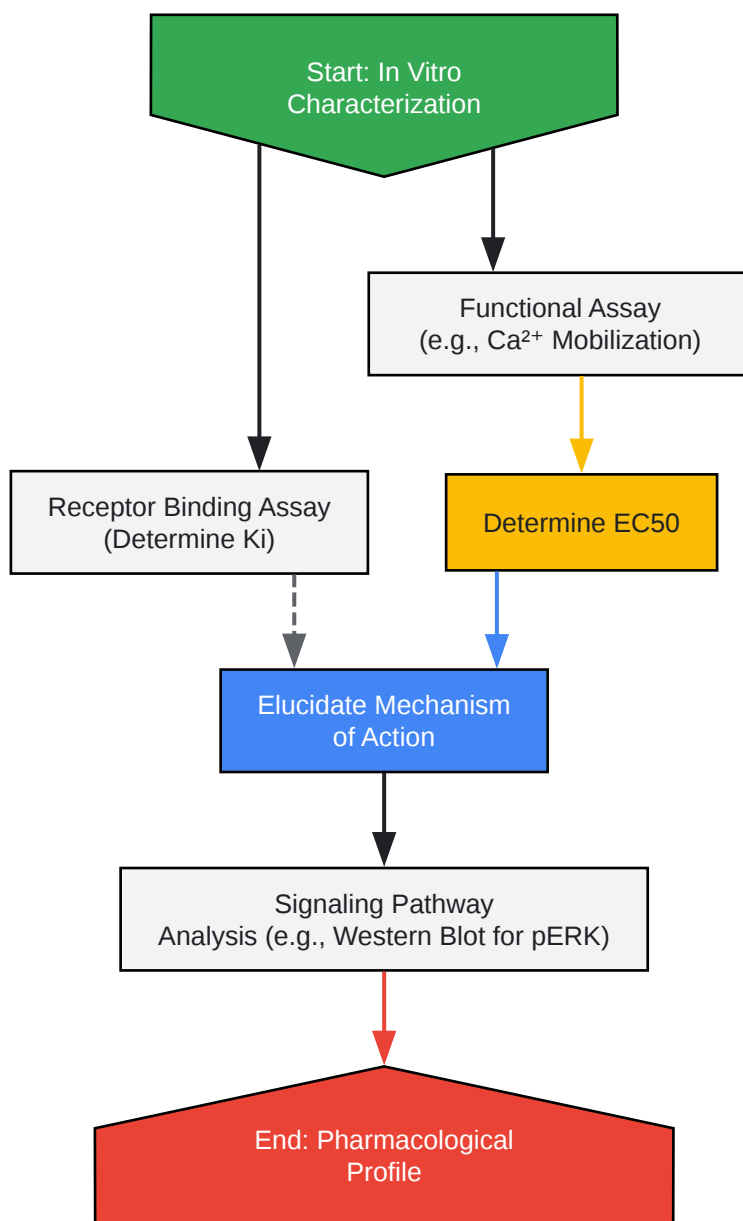 Start: In Vitro
Characterization
Functional Assay
(e.g., Ca²⁺ Mobilization)
Receptor Binding Assay
(Determine Ki)
Determine EC50
Elucidate Mechanism
of Action
Signaling Pathway
Analysis (e.g., Western Blot for pERK)
End: Pharmacological
Profile